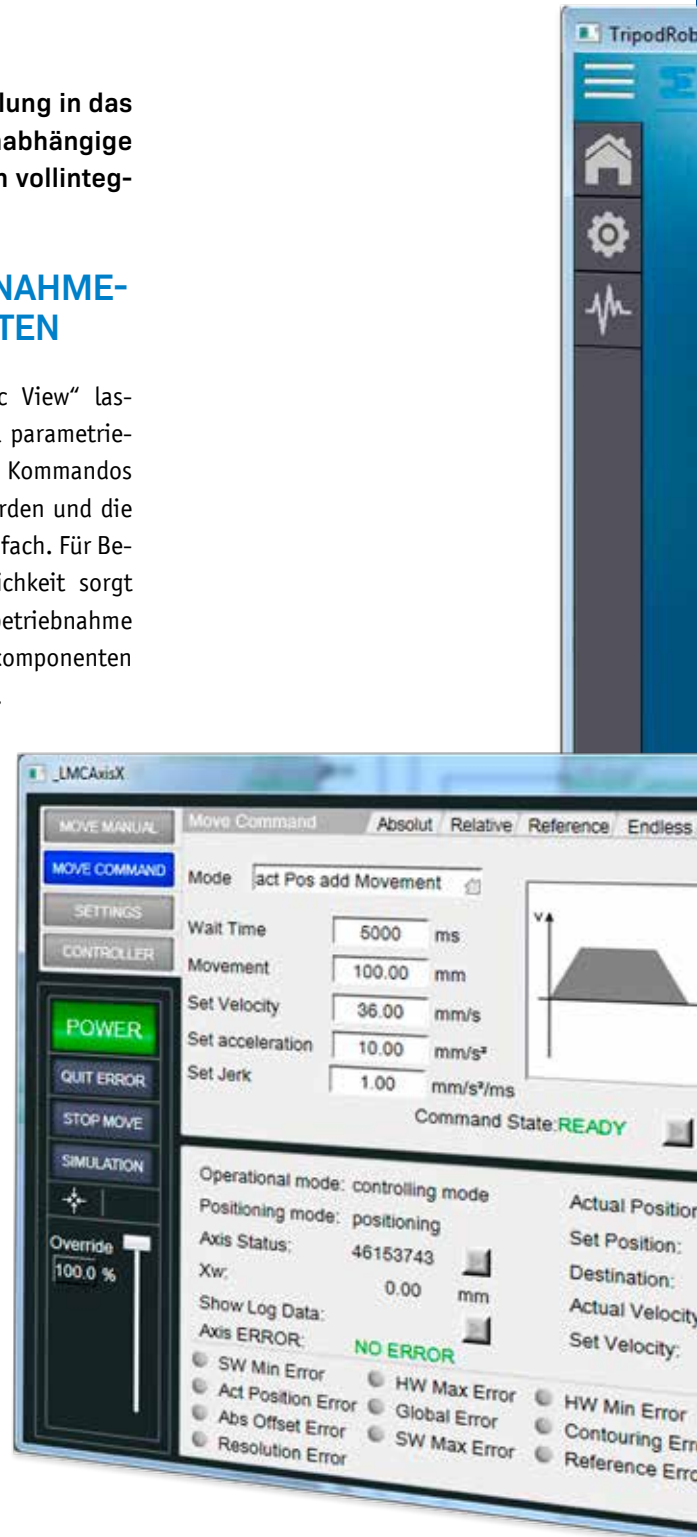 lung in das
abhängige
vollinteg-
NAHME-
TEN
View“ las-
parametrie-
Kommandos
rden und die
fach. Für Be-
lichkeit sorgt
betriebnahme
componenten
TripodRob
_LMCAxisX
MOVE MANUAL
MOVE COMMAND
SETTINGS
CONTROLLER
POWER
QUIT ERROR
STOP MOVE
SIMULATION
Override
100.0 %
Move Command Absolut Relative Reference Endless
Mode act Pos add Movement
Wait Time 5000 ms
Movement 100.00 mm
Set Velocity 36.00 mm/s
Set acceleration 10.00 mm/s²
Set Jerk 1.00 mm/s²/ms
V
Command State: READY
Operational mode: controlling mode
Positioning mode: positioning
Axis Status: 46153743
Xw: 0.00 mm
Show Log Data:
Axis ERROR: NO ERROR
Actual Position
Set Position:
Destination:
Actual Velocity
Set Velocity:
SW Min Error HW Max Error HW Min Error
Act Position Error Global Error Contouring Err
Abs Offset Error SW Max Error Reference Erro
Resolution Error